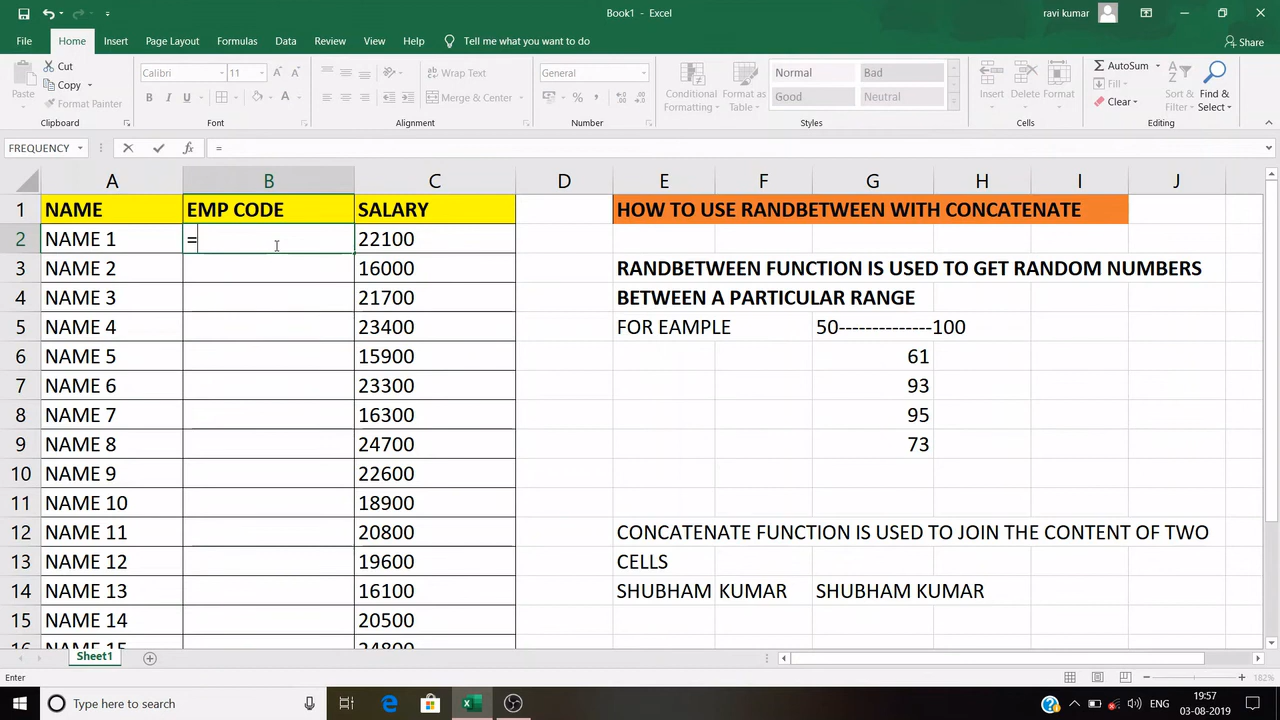 Book1 - Excel
ravi kumar
File Home Insert Page Layout Formulas Data Review View Help Tell me what you want to do Share
Paste
Cut
Copy
Format Painter
Clipboard
Calibri 11
B I U
Font
Wrap Text
Merge & Center
Alignment
General
Number
Conditional Formatting
Format as Table
Normal Bad
Good Neutral
Styles
Insert Delete Format
Cells
AutoSum
Fill
Clear
Sort & Filter
Find & Select
Editing
FREQUENCY fx =
A B C D E F G H I J
1 NAME EMP CODE SALARY HOW TO USE RANDBETWEEN WITH CONCATENATE
2 NAME 1 = 22100
3 NAME 2 16000 RANDBETWEEN FUNCTION IS USED TO GET RANDOM NUMBERS
4 NAME 3 21700 BETWEEN A PARTICULAR RANGE
5 NAME 4 23400 FOR EAMPLE 50--------------100
6 NAME 5 15900 61
7 NAME 6 23300 93
8 NAME 7 16300 95
9 NAME 8 24700 73
10 NAME 9 22600
11 NAME 10 18900
12 NAME 11 20800 CONCATENATE FUNCTION IS USED TO JOIN THE CONTENT OF TWO
13 NAME 12 19600 CELLS
14 NAME 13 16100 SHUBHAM KUMAR SHUBHAM KUMAR
15 NAME 14 20500
16 NAME 15 24800
Sheet1
Enter
182%
Type here to search
ENG
19:57
03-08-2019